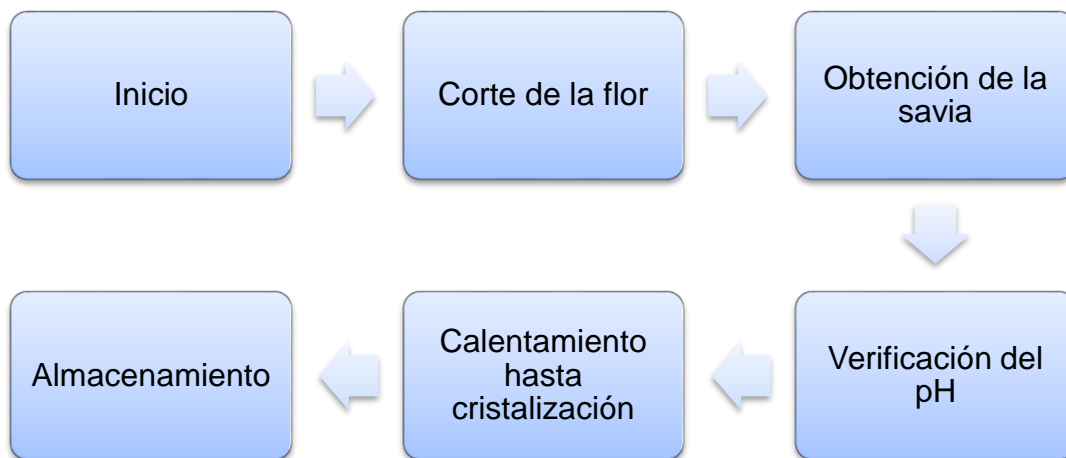 Inicio
Corte de la flor
Obtención de la
savia
Verificación del
pH
Calentamiento
hasta
cristalización
Almacenamiento